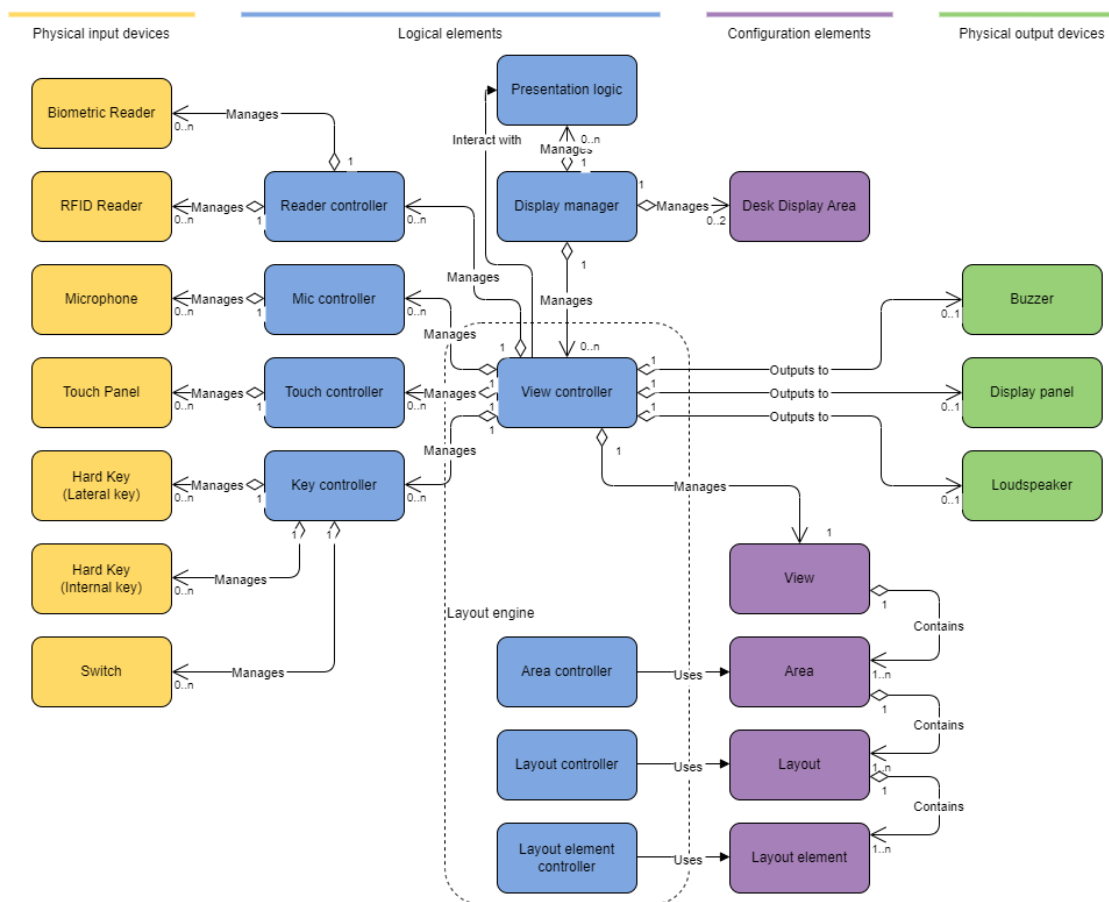 Physical input devices
Logical elements
Configuration elements
Physical output devices
Biometric Reader
Manages
0..n
1
Presentation logic
Interact with
0..n
Manages
1
RFID Reader
Manages
0..n
1
Reader controller
0..n
Display manager
1
Manages
0..2
Desk Display Area
1
Manages
Manages
0..n
Microphone
Manages
0..n
1
Mic controller
0..n
Manages
1
Buzzer
0..1
Outputs to
1
Touch Panel
Manages
0..n
1
Touch controller
Manages
0..n
1
View controller
1
Outputs to
Display panel
0..1
1
Outputs to
1
Manages
1
Hard Key
(Lateral key)
Manages
0..n
1
Key controller
0..n
Manages
1
Loudspeaker
0..1
1
1
Hard Key
(Internal key)
Manages
0..n
View
1
Contains
Layout engine
Switch
Manages
0..n
Area controller
Uses
Area
1..n
1
Contains
Layout controller
Uses
Layout
1..n
1
Contains
Layout element
controller
Uses
Layout element
1..n